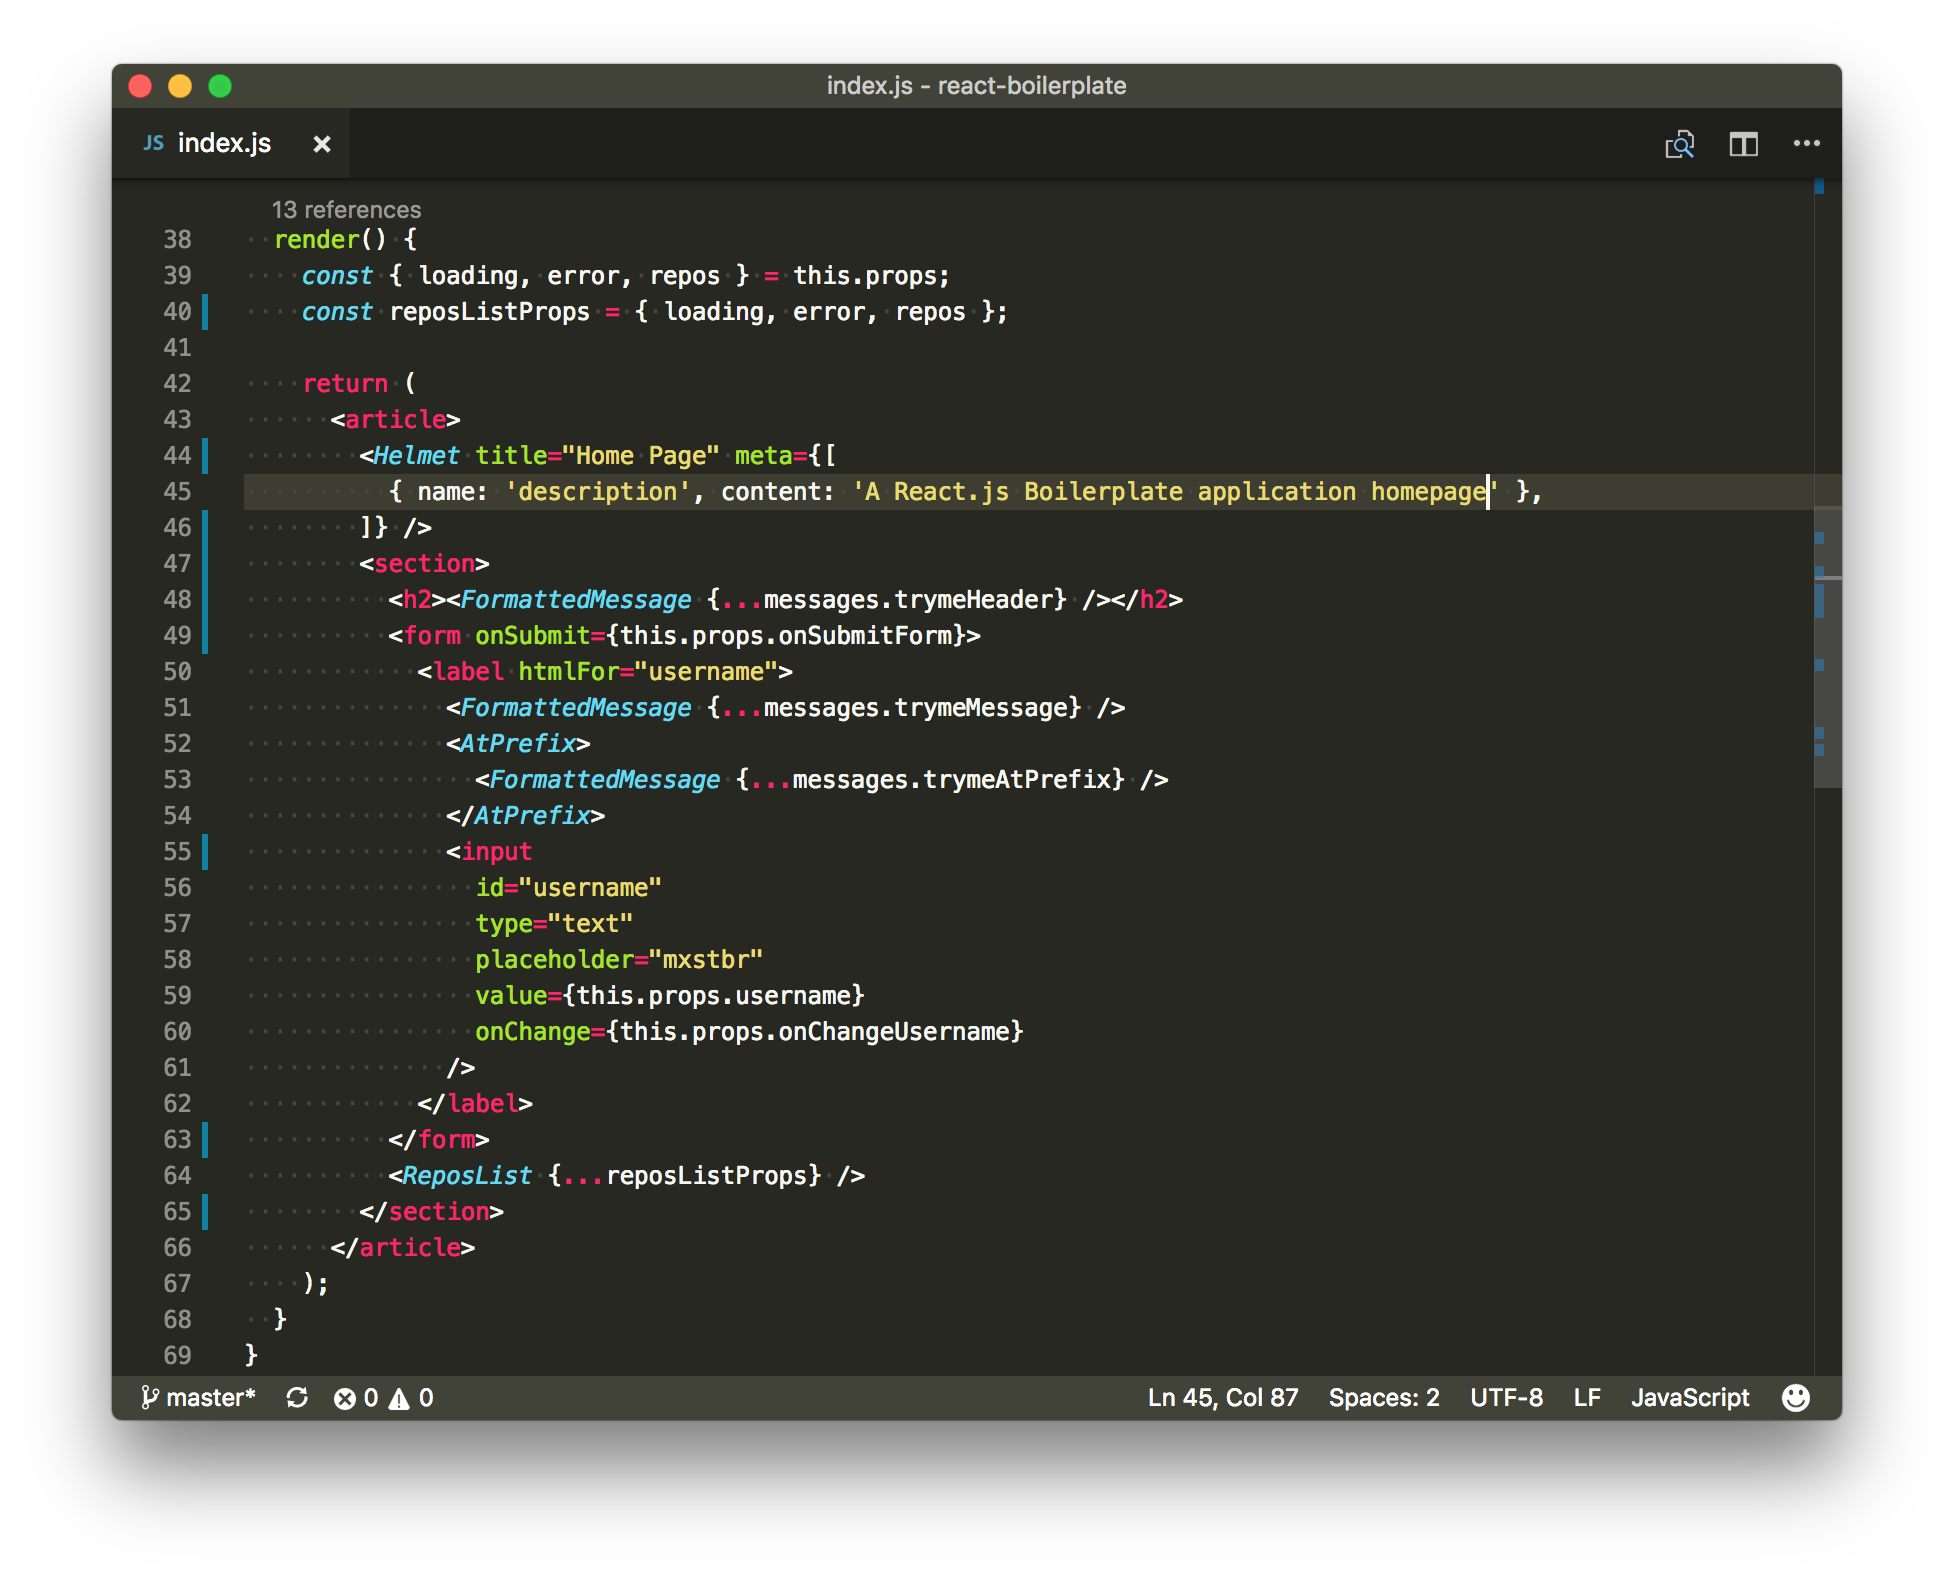 index.js - react-boilerplate
JS index.js
13 references
38 render() {
39 const { loading, error, repos } = this.props;
40 const reposListProps = { loading, error, repos };
41
42 return (
43 <article>
44 <Helmet title="Home Page" meta={[
45 { name: 'description', content: 'A React.js Boilerplate application homepage' },
46 ]} />
47 <section>
48 <h2><FormattedMessage {...messages.trymeHeader} /></h2>
49 <form onSubmit={this.props.onSubmitForm}>
50 <label htmlFor="username">
51 <FormattedMessage {...messages.trymeMessage} />
52 <AtPrefix>
53 <FormattedMessage {...messages.trymeAtPrefix} />
54 </AtPrefix>
55 <input
56 id="username"
57 type="text"
58 placeholder="mxstbr"
59 value={this.props.username}
60 onChange={this.props.onChangeUsername}
61 />
62 </label>
63 </form>
64 <ReposList {...reposListProps} />
65 </section>
66 </article>
67 );
68 }
69 }
master* 0 0 Ln 45, Col 87 Spaces: 2 UTF-8 LF JavaScript